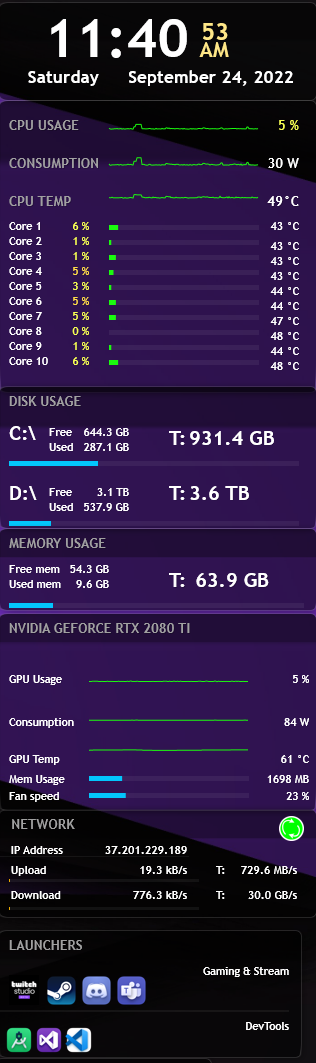 11:40 53 AM
Saturday September 24, 2022
CPU USAGE 5 %
CONSUMPTION 30 W
CPU TEMP 49°C
Core 1 6 % 43 °C
Core 2 1 % 43 °C
Core 3 1 % 43 °C
Core 4 5 % 43 °C
Core 5 3 % 44 °C
Core 6 5 % 44 °C
Core 7 5 % 47 °C
Core 8 0 % 48 °C
Core 9 1 % 44 °C
Core 10 6 % 48 °C
DISK USAGE
C:\ Free 644.3 GB T: 931.4 GB
Used 287.1 GB
D:\ Free 3.1 TB T: 3.6 TB
Used 537.9 GB
MEMORY USAGE
Free mem 54.3 GB T: 63.9 GB
Used mem 9.6 GB
NVIDIA GEFORCE RTX 2080 TI
GPU Usage 5 %
Consumption 84 W
GPU Temp 61 °C
Mem Usage 1698 MB
Fan speed 23 %
NETWORK
IP Address 37.201.229.189
Upload 19.3 kB/s T: 729.6 MB/s
Download 776.3 kB/s T: 30.0 GB/s
LAUNCHERS
Gaming & Stream
twitch
studio
DevTools